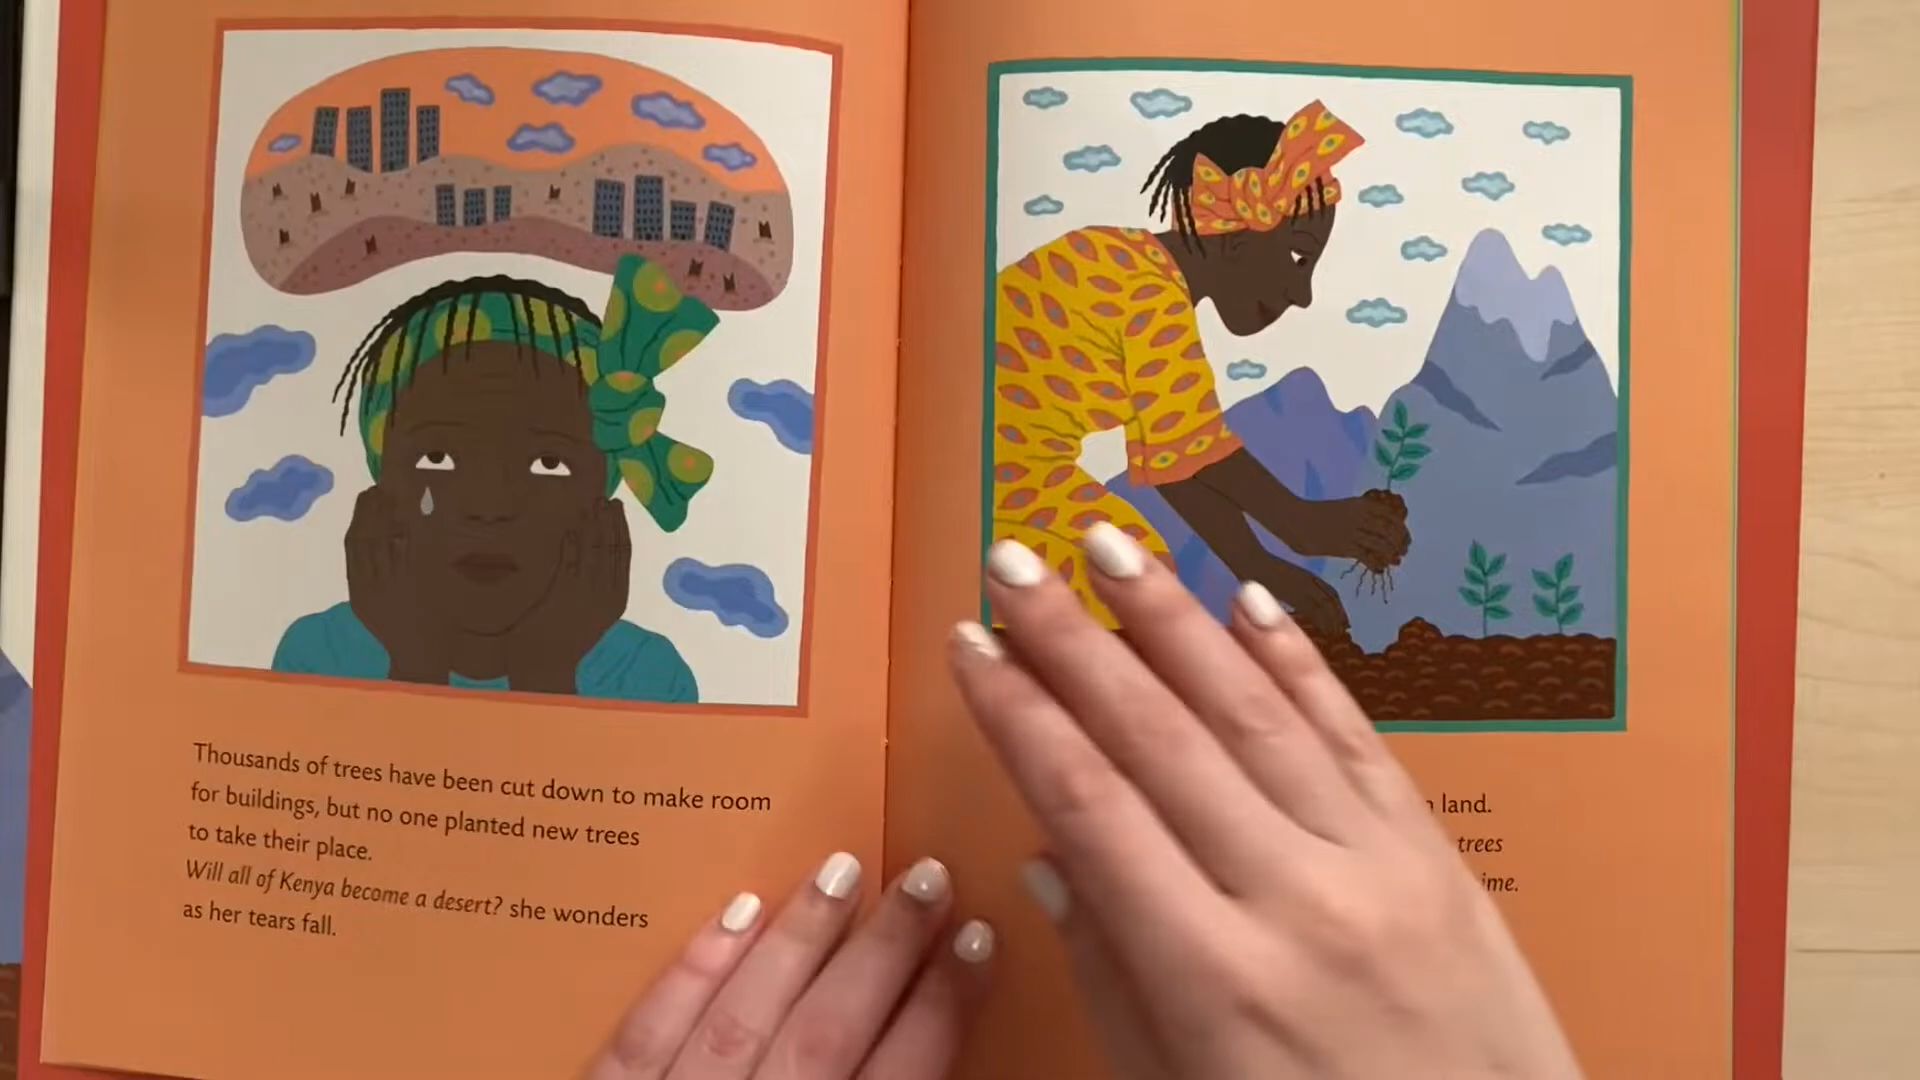 Thousands of trees have been cut down to make room
for buildings, but no one planted new trees
to take their place.
Will all of Kenya become a desert? she wonders
as her tears fall.
land.
trees